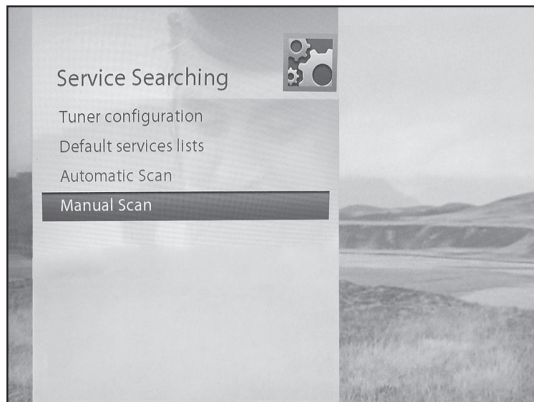 Service Searching
Tuner configuration
Default services lists
Automatic Scan
Manual Scan